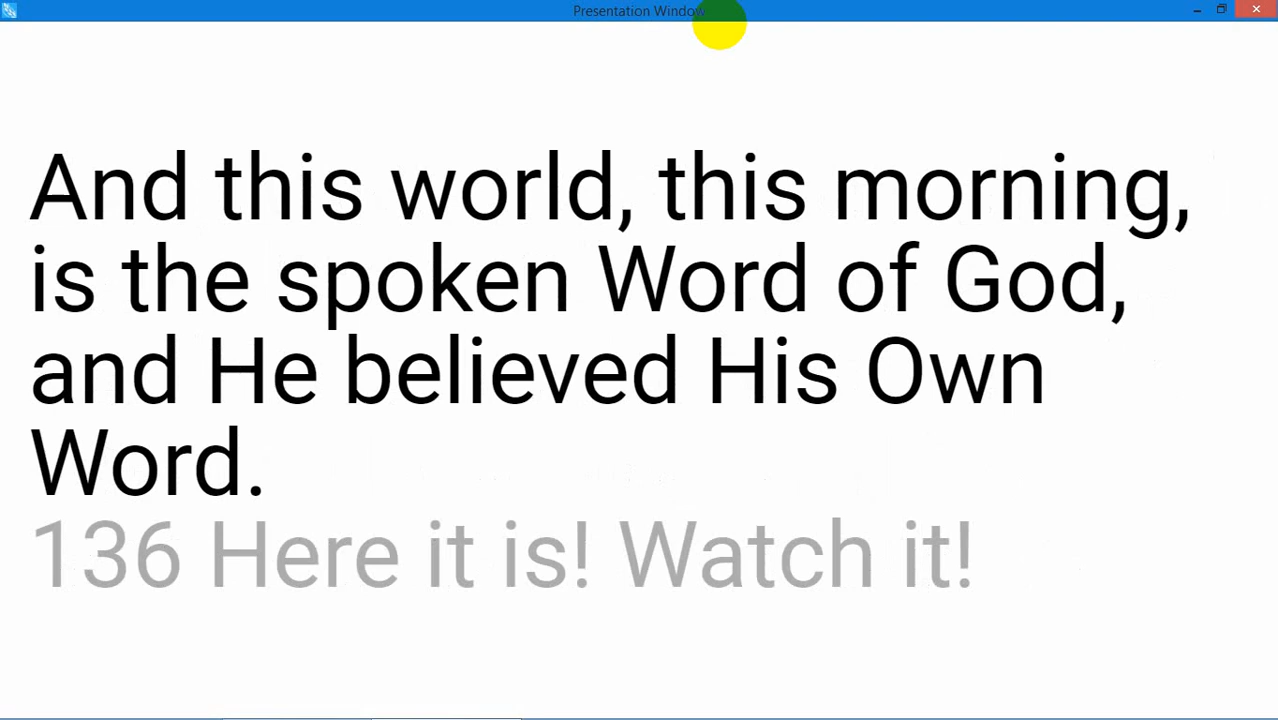 Presentation Window
And this world, this morning,
is the spoken Word of God,
and He believed His Own
Word.
136 Here it is! Watch it!